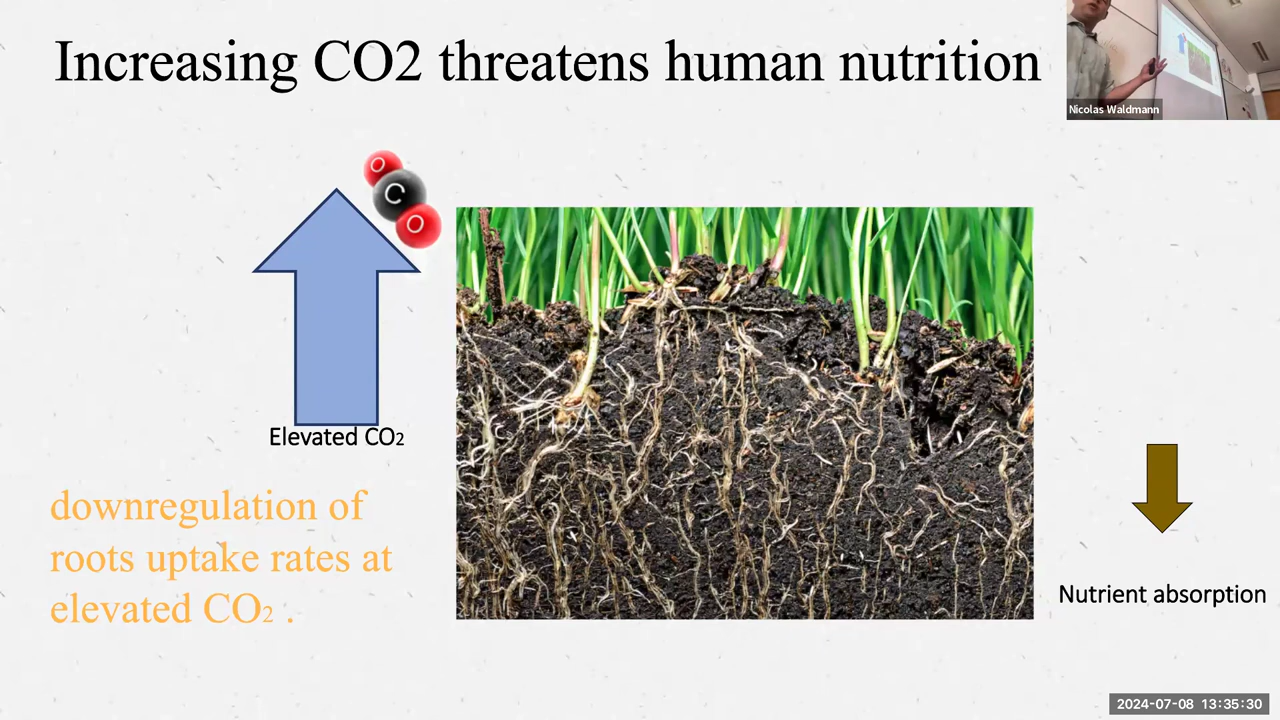 Increasing CO2 threatens human nutrition
Nicolas Waldmann
O
C
O
Elevated CO₂
downregulation of
roots uptake rates at
elevated CO₂ .
Nutrient absorption
2024-07-08 13:35:30